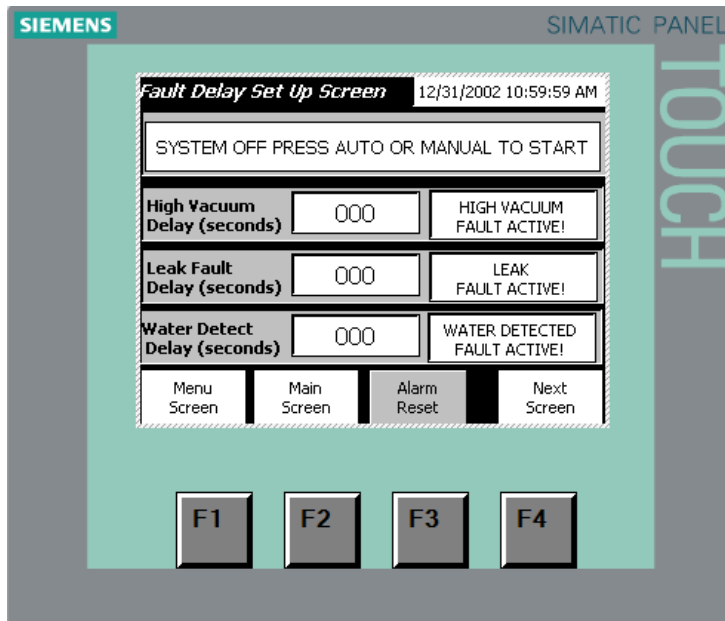 SIEMENS
SIMATIC PANEL
TOUCH
Fault Delay Set Up Screen
12/31/2002 10:59:59 AM
SYSTEM OFF PRESS AUTO OR MANUAL TO START
High Vacuum
Delay (seconds)
000
HIGH VACUUM
FAULT ACTIVE!
Leak Fault
Delay (seconds)
000
LEAK
FAULT ACTIVE!
Water Detect
Delay (seconds)
000
WATER DETECTED
FAULT ACTIVE!
Menu
Screen
Main
Screen
Alarm
Reset
Next
Screen
F1
F2
F3
F4